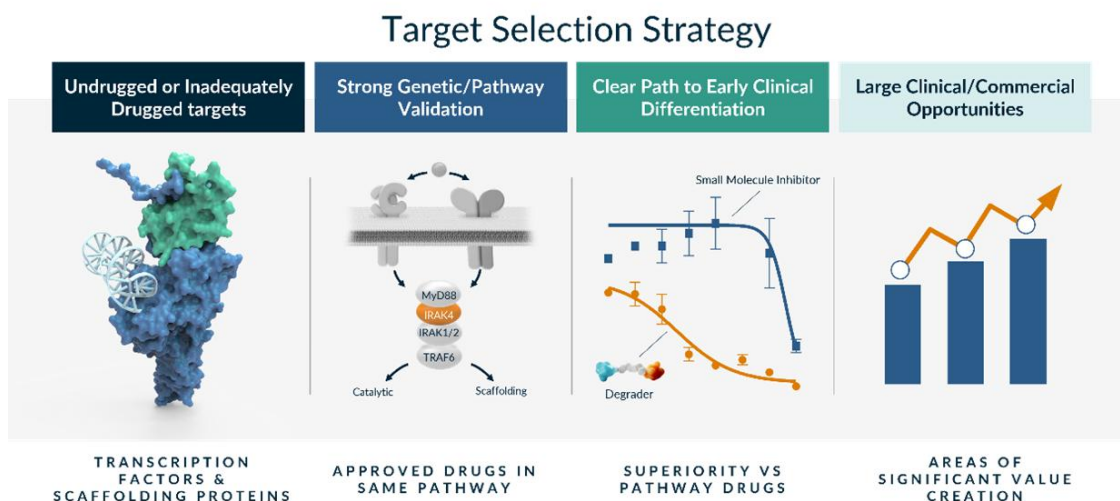 Target Selection Strategy
Undrugged or Inadequately
Drugged targets
Strong Genetic/Pathway
Validation
Clear Path to Early Clinical
Differentiation
Large Clinical/Commercial
Opportunities
MyD88
IRAK4
IRAK1/2
TRAF6
Catalytic
Scaffolding
Small Molecule Inhibitor
Degrader
TRANSCRIPTION
FACTORS &
SCAFFOLDING PROTEINS
APPROVED DRUGS IN
SAME PATHWAY
SUPERIORITY VS
PATHWAY DRUGS
AREAS OF
SIGNIFICANT VALUE
CREATION